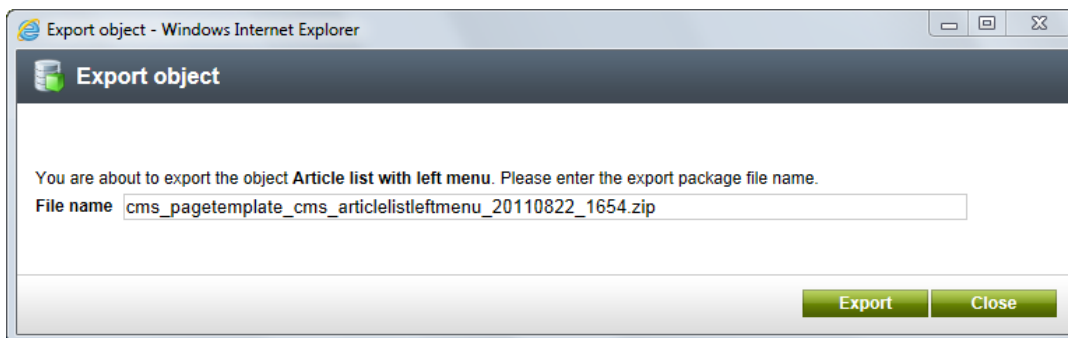 Export object - Windows Internet Explorer
Export object
You are about to export the object Article list with left menu. Please enter the export package file name.
File name cms_pagetemplate_cms_articlelistleftmenu_20110822_1654.zip
Export Close